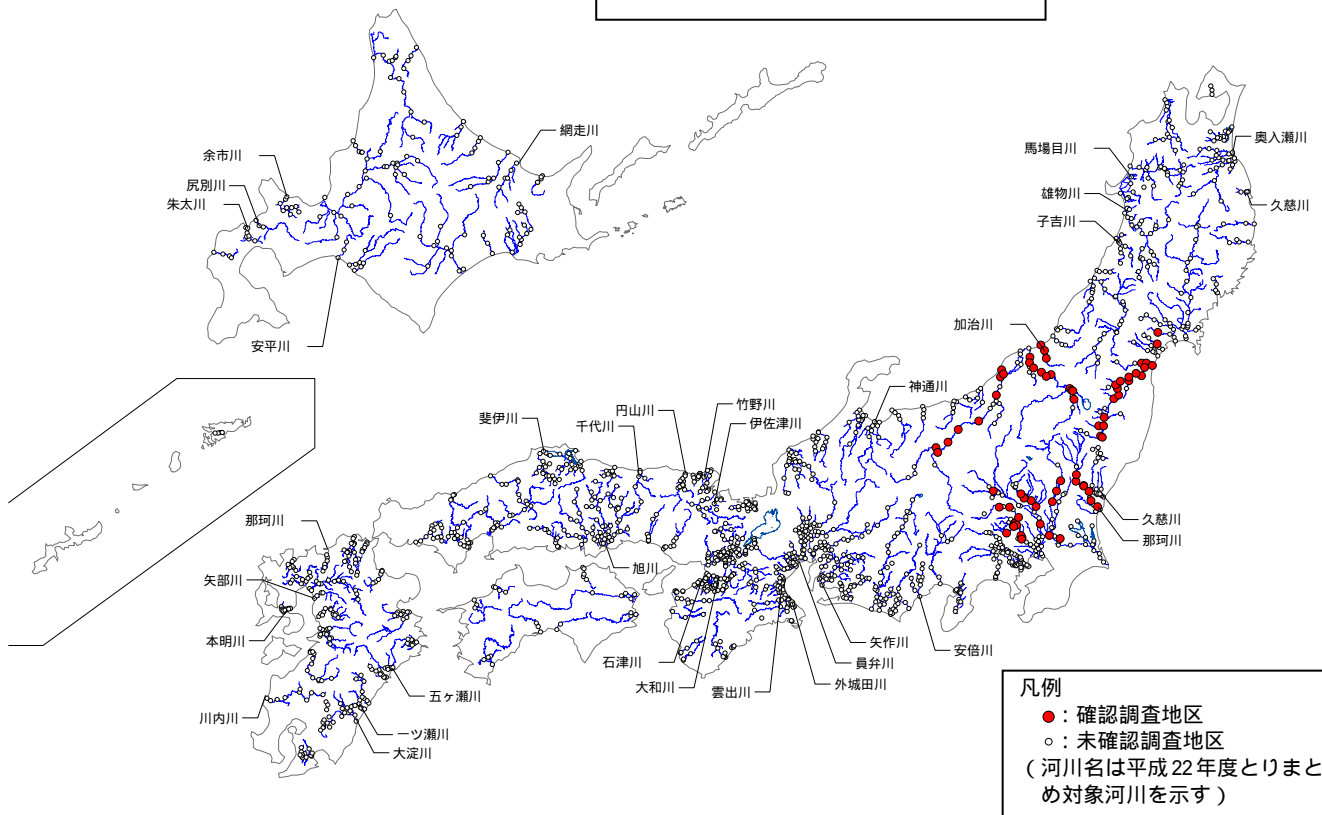 網走川
余市川
尻別川
朱太川
安平川
奥入瀬川
馬場目川
雄物川
久慈川
子吉川
加治川
神通川
竹野川
円山川
伊佐津川
千代川
斐伊川
那珂川
矢部川
本明川
川内川
五ヶ瀬川
一ツ瀬川
大淀川
旭川
石津川
大和川
雲出川
外城田川
員弁川
矢作川
安倍川
久慈川
那珂川
凡例
●:確認調査地区
○:未確認調査地区
(河川名は平成22年度とりまと
め対象河川を示す)